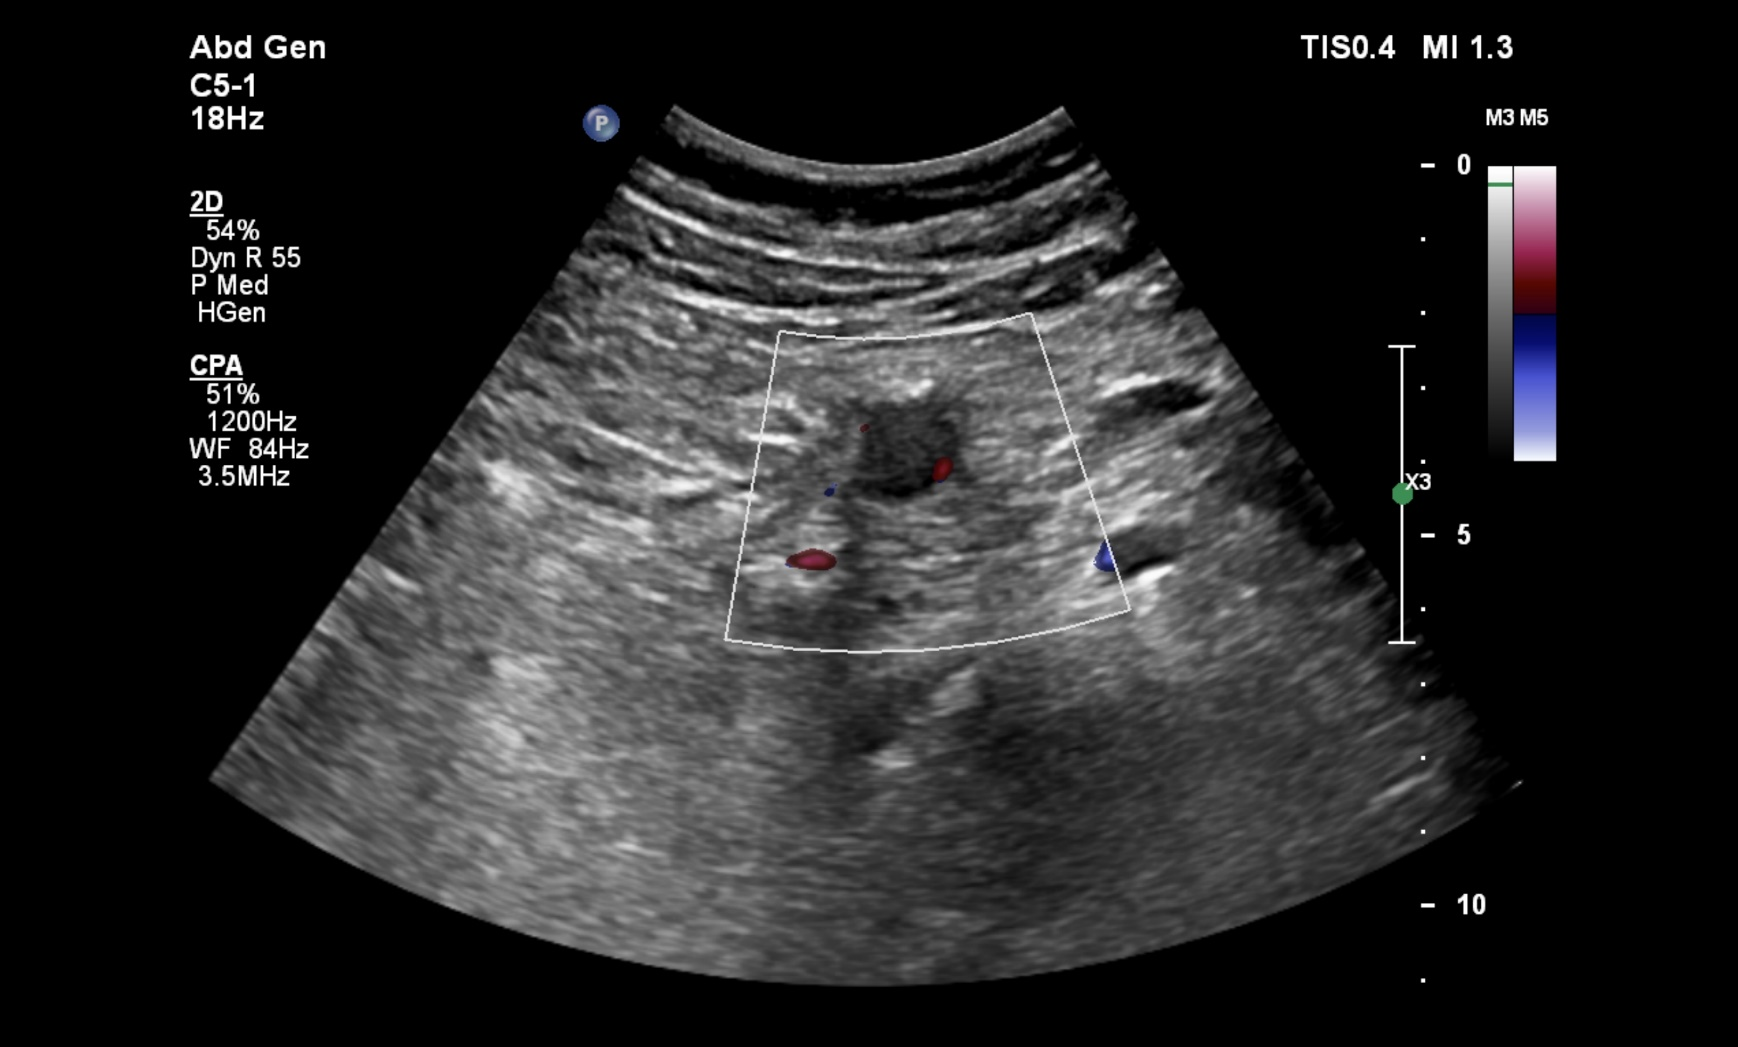 Abd Gen
C5-1
18Hz
2D
54%
Dyn R 55
P Med
HGen
CPA
51%
1200Hz
WF 84Hz
3.5MHz
P
TIS0.4 MI 1.3
M3 M5
0
X3
5
10